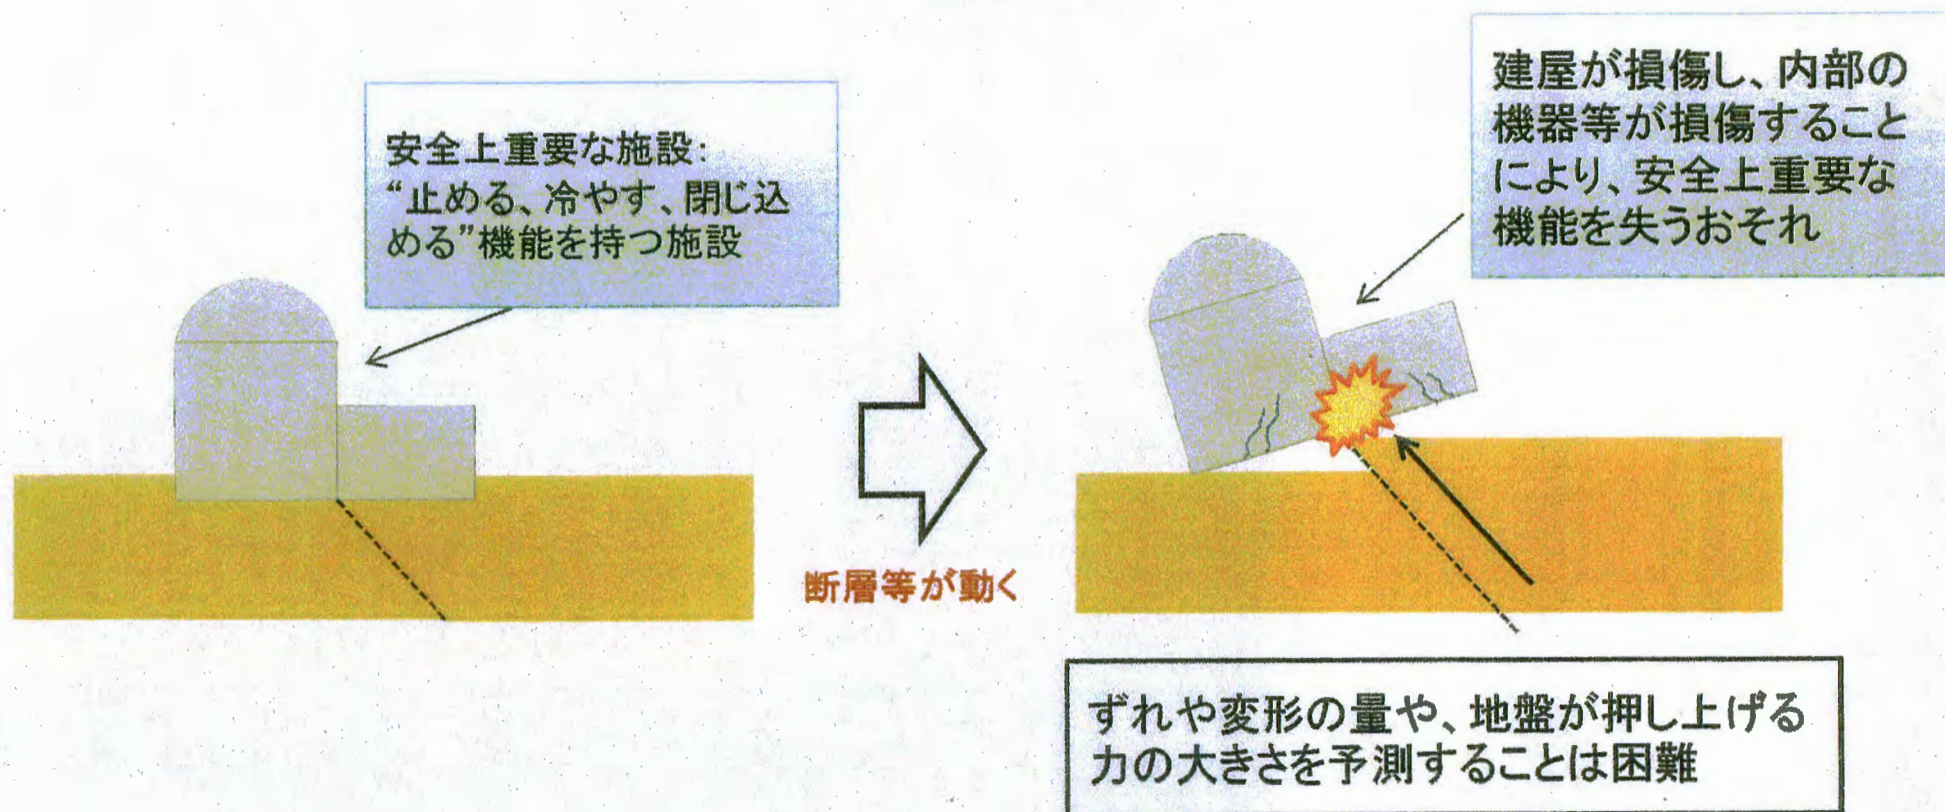 安全上重要な施設:
“止める、冷やす、閉じ込
める”機能を持つ施設
建屋が損傷し、内部の
機器等が損傷すること
により、安全上重要な
機能を失うおそれ
断層等が動く
ずれや変形の量や、地盤が押し上げる
力の大きさを予測することは困難